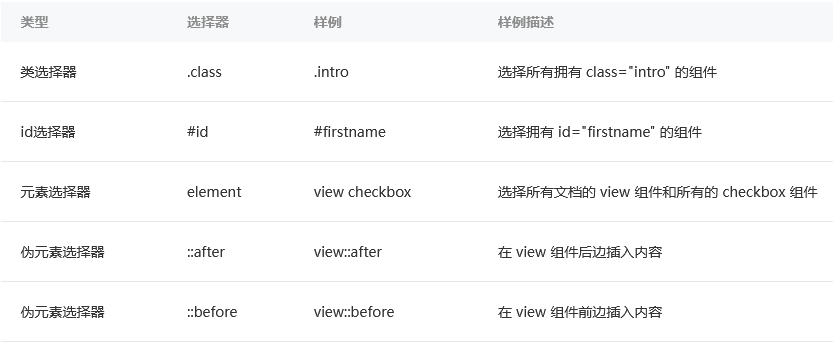 类型 选择器 样例 样例描述
类选择器 .class .intro 选择所有拥有 class="intro" 的组件
id选择器 #id #firstname 选择拥有 id="firstname" 的组件
元素选择器 element view checkbox 选择所有文档的 view 组件和所有的 checkbox 组件
伪元素选择器 ::after view::after 在 view 组件后边插入内容
伪元素选择器 ::before view::before 在 view 组件前边插入内容